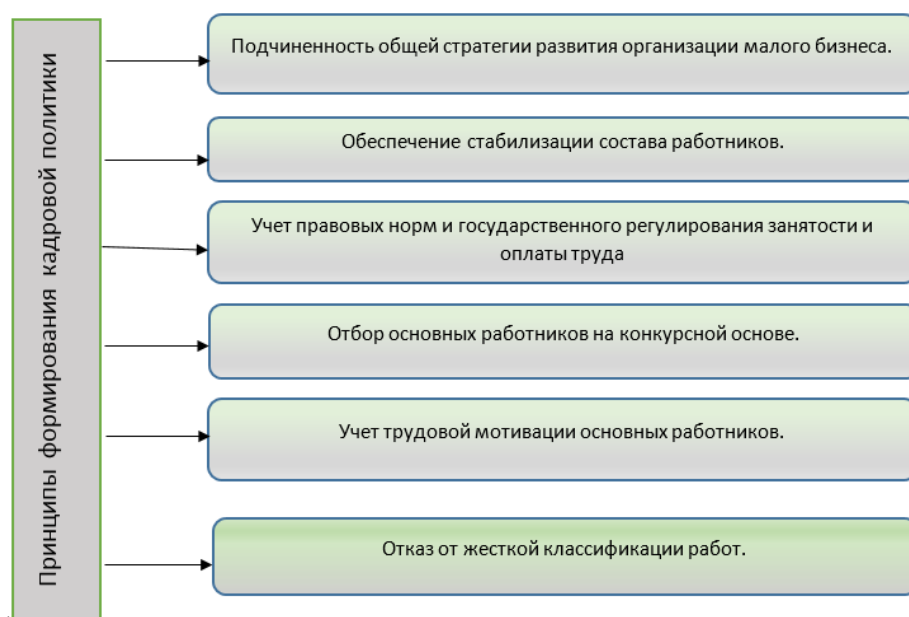 Принципы формирования кадровой политики
Подчиненность общей стратегии развития организации малого бизнеса.
Обеспечение стабилизации состава работников.
Учет правовых норм и государственного регулирования занятости и
оплаты труда
Отбор основных работников на конкурсной основе.
Учет трудовой мотивации основных работников.
Отказ от жесткой классификации работ.